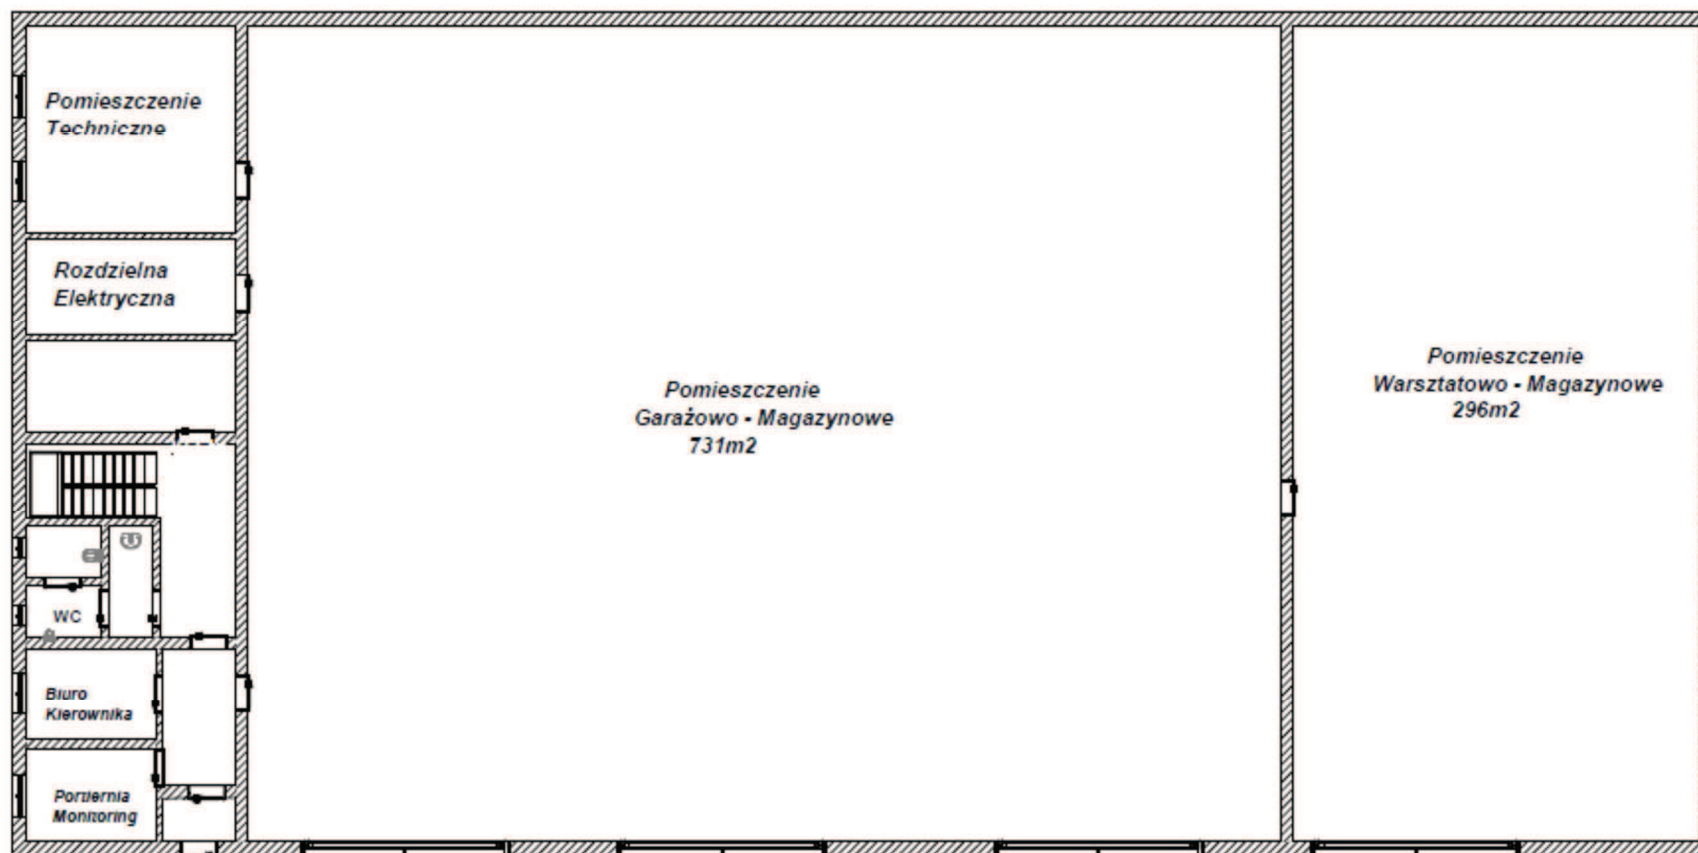 Pomieszczenie
Techniczne
Rozdzielna
Elektryczna
Pomieszczenie
Garażowo - Magazynowe
731m2
Pomieszczenie
Warsztatowo - Magazynowe
296m2
WC
Biuro
Kierownika
Portiernia
Monitoring